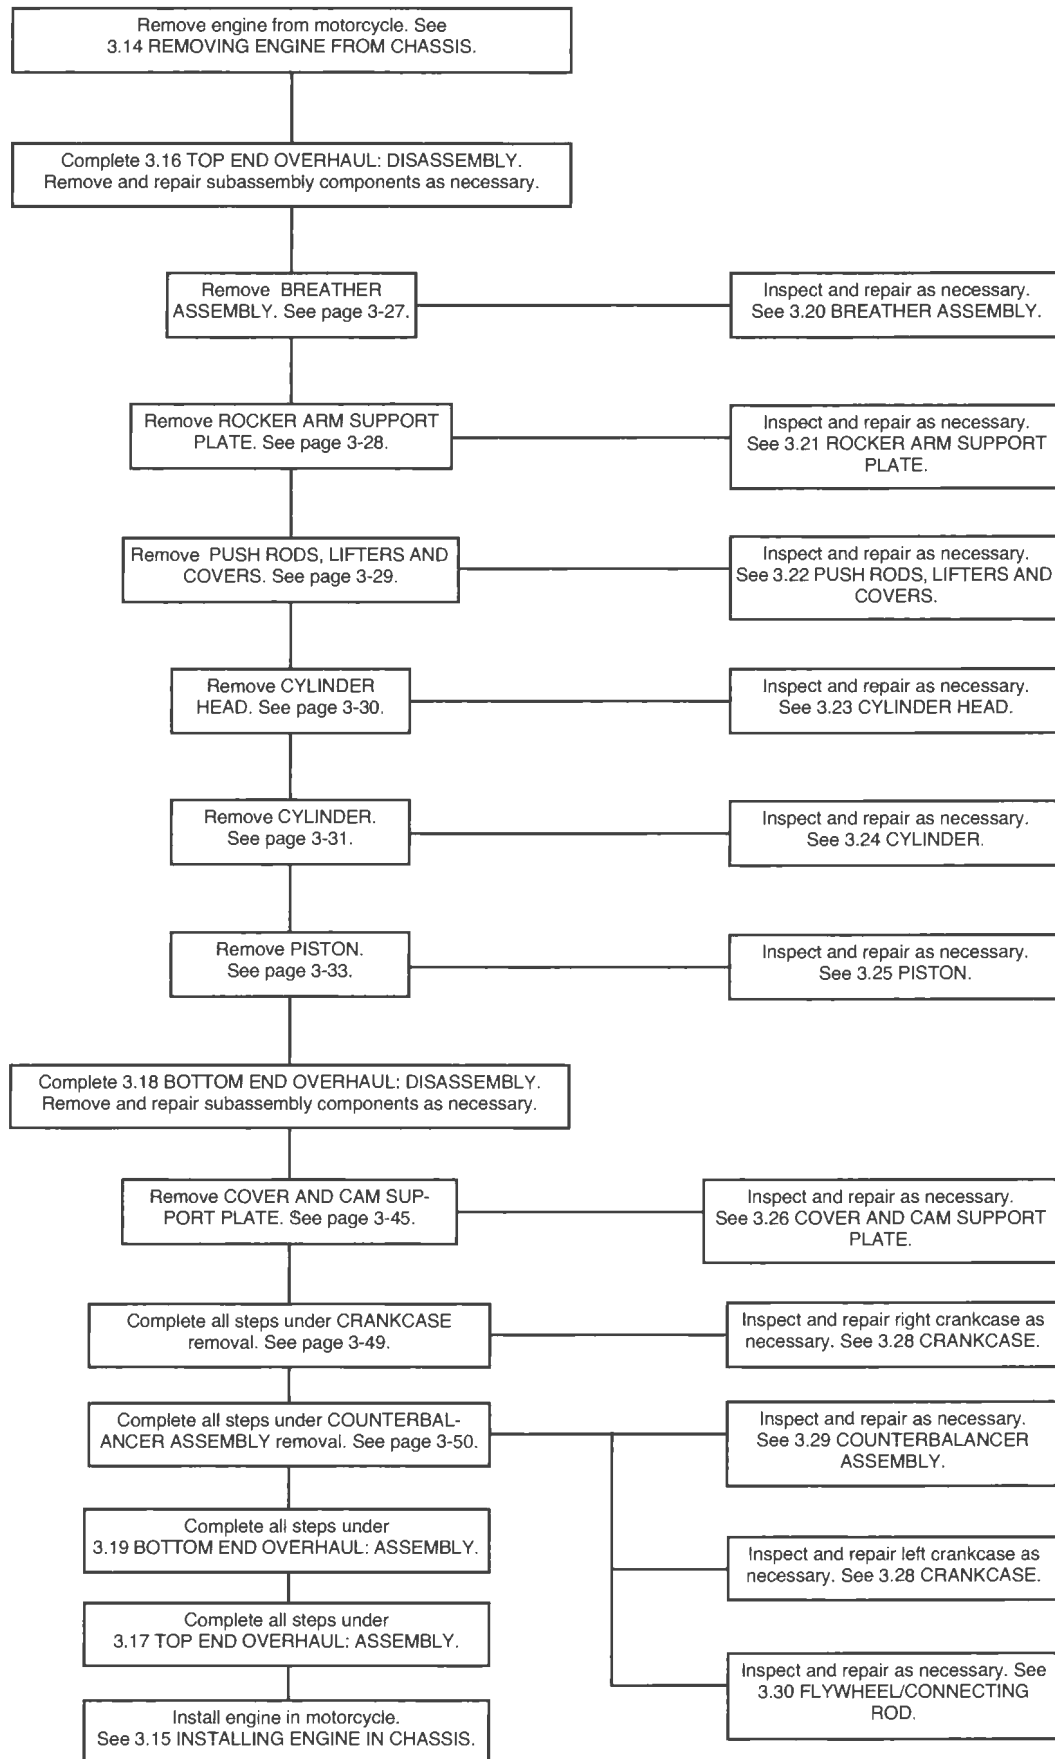 Remove engine from motorcycle. See
3.14 REMOVING ENGINE FROM CHASSIS.
Complete 3.16 TOP END OVERHAUL: DISASSEMBLY.
Remove and repair subassembly components as necessary.
Remove BREATHER
ASSEMBLY. See page 3-27.
Inspect and repair as necessary.
See 3.20 BREATHER ASSEMBLY.
Remove ROCKER ARM SUPPORT
PLATE. See page 3-28.
Inspect and repair as necessary.
See 3.21 ROCKER ARM SUPPORT
PLATE.
Remove PUSH RODS, LIFTERS AND
COVERS. See page 3-29.
Inspect and repair as necessary.
See 3.22 PUSH RODS, LIFTERS AND
COVERS.
Remove CYLINDER
HEAD. See page 3-30.
Inspect and repair as necessary.
See 3.23 CYLINDER HEAD.
Remove CYLINDER.
See page 3-31.
Inspect and repair as necessary.
See 3.24 CYLINDER.
Remove PISTON.
See page 3-33.
Inspect and repair as necessary.
See 3.25 PISTON.
Complete 3.18 BOTTOM END OVERHAUL: DISASSEMBLY.
Remove and repair subassembly components as necessary.
Remove COVER AND CAM SUP-
PORT PLATE. See page 3-45.
Inspect and repair as necessary.
See 3.26 COVER AND CAM SUPPORT
PLATE.
Complete all steps under CRANKCASE
removal. See page 3-49.
Inspect and repair right crankcase as
necessary. See 3.28 CRANKCASE.
Complete all steps under COUNTERBAL-
ANCER ASSEMBLY removal. See page 3-50.
Inspect and repair as necessary.
See 3.29 COUNTERBALANCER
ASSEMBLY.
Complete all steps under
3.19 BOTTOM END OVERHAUL: ASSEMBLY.
Inspect and repair left crankcase as
necessary. See 3.28 CRANKCASE.
Complete all steps under
3.17 TOP END OVERHAUL: ASSEMBLY.
Inspect and repair as necessary. See
3.30 FLYWHEEL/CONNECTING
ROD.
Install engine in motorcycle.
See 3.15 INSTALLING ENGINE IN CHASSIS.